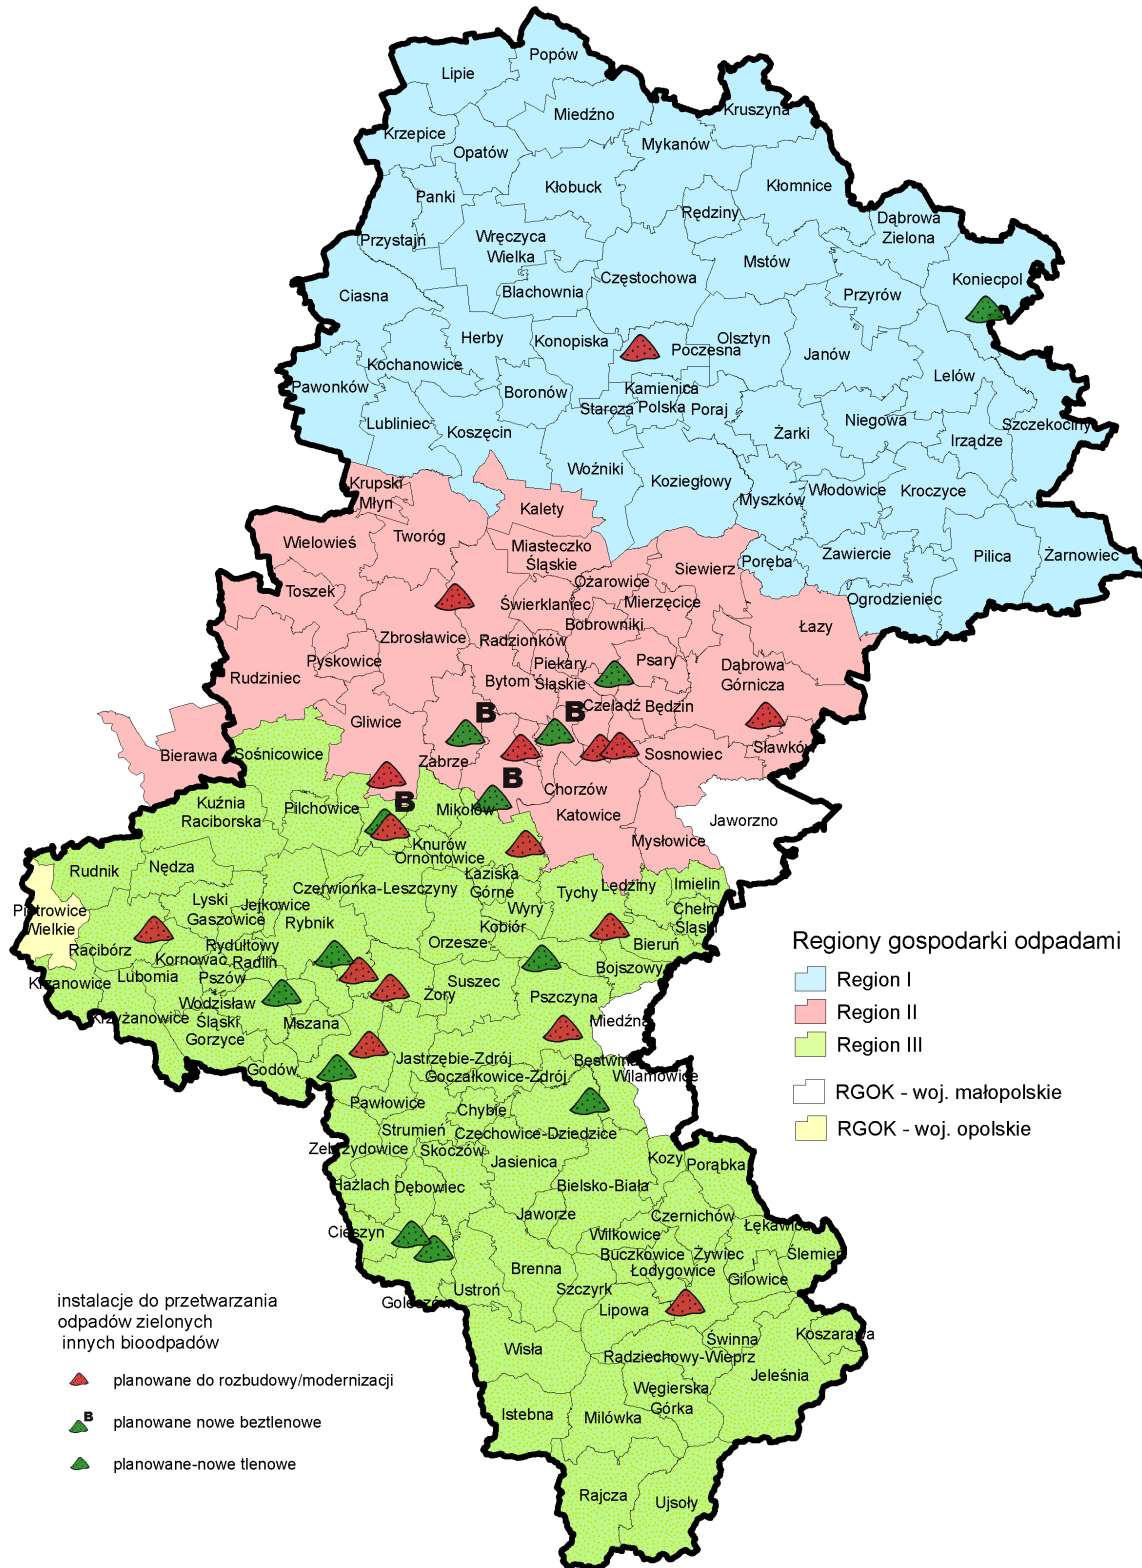 Popów
Lipie
Miedźno
Kruszyna
Krzepice
Mykanów
Opatów
Kłobuck
Kłomnice
Panki
Rędziny
Dąbrowa
Zielona
Przystajń
Wręczyca
Wielka
Mstów
Częstochowa
Koniecpol
Blachownia
Ciasna
Przyrów
Herby
Konopiska
Olsztyn
Poczesna
Janów
Kochanowice
Lelów
Pawonków
Boronów
Kamienica
Polska
Starcza
Poraj
Niegowa
Szczekociny
Lubliniec
Koszęcin
Żarki
Irządze
Woźniki
Koziegłowy
Krupski
Młyn
Myszków
Włodowice
Kroczyce
Kalety
Tworóg
Wielowieś
Miasteczko
Śląskie
Poręba
Zawiercie
Pilica
Żarnowiec
Siewierz
Ożarowice
Toszek
Świerklaniec
Mierzęcice
Ogrodzieniec
Bobrowniki
Łazy
Zbrosławice
Radzionków
Pyskowice
Piekary
Śląskie
Psary
Dąbrowa
Górnicza
Rudziniec
Bytom
Czeladź
Będzin
Gliwice
B
B
Bierawa
Sośnicowice
Zabrze
Sosnowiec
Sławków
B
Chorzów
Kuźnia
Raciborska
Pilchowice
B
Mikołów
Katowice
Jaworzno
Mysłowice
Knurów
Ornontowice
Rudnik
Nędza
Łaziska
Górne
Czerwionka-Leszczyny
Tychy
Lędziny
Imielin
Lyski
Gaszowice
Jejkowice
Wyry
Chełm
Śląski
Pietrowice
Wielkie
Rybnik
Kobiór
Racibórz
Rydułtowy
Orzesze
Bieruń
Kornowac
Radlin
Bojszowy
Krzanowice
Lubomia
Pszów
Suszec
Żory
Pszczyna
Wodzisław
Śląski
Krzyżanowice
Mszana
Miedźna
Gorzyce
Jastrzębie-Zdrój
Bestwina
Godów
Goczałkowice-Zdrój
Wilamowice
Pawłowice
Chybie
Strumień
Czechowice-Dziedzice
Zebrzydowice
Skoczów
Jasienica
Kozy
Porąbka
Hażlach
Dębowiec
Bielsko-Biała
Jaworze
Czernichów
Łękawica
Cieszyn
Wilkowice
Buczkowice
Żywiec
Ślemień
Brenna
Łodygowice
Gilowice
Ustroń
Szczyrk
Goleszów
Lipowa
Koszarawa
Świnna
Wisła
Radziechowy-Wieprz
Jeleśnia
Węgierska
Górka
Istebna
Milówka
Rajcza
Ujsoły
Regiony gospodarki odpadami
Region I
Region II
Region III
RGOK - woj. małopolskie
RGOK - woj. opolskie
instalacje do przetwarzania
odpadów zielonych
innych bioodpadów
planowane do rozbudowy/modernizacji
B
planowane nowe beztlenowe
planowane-nowe tlenowe